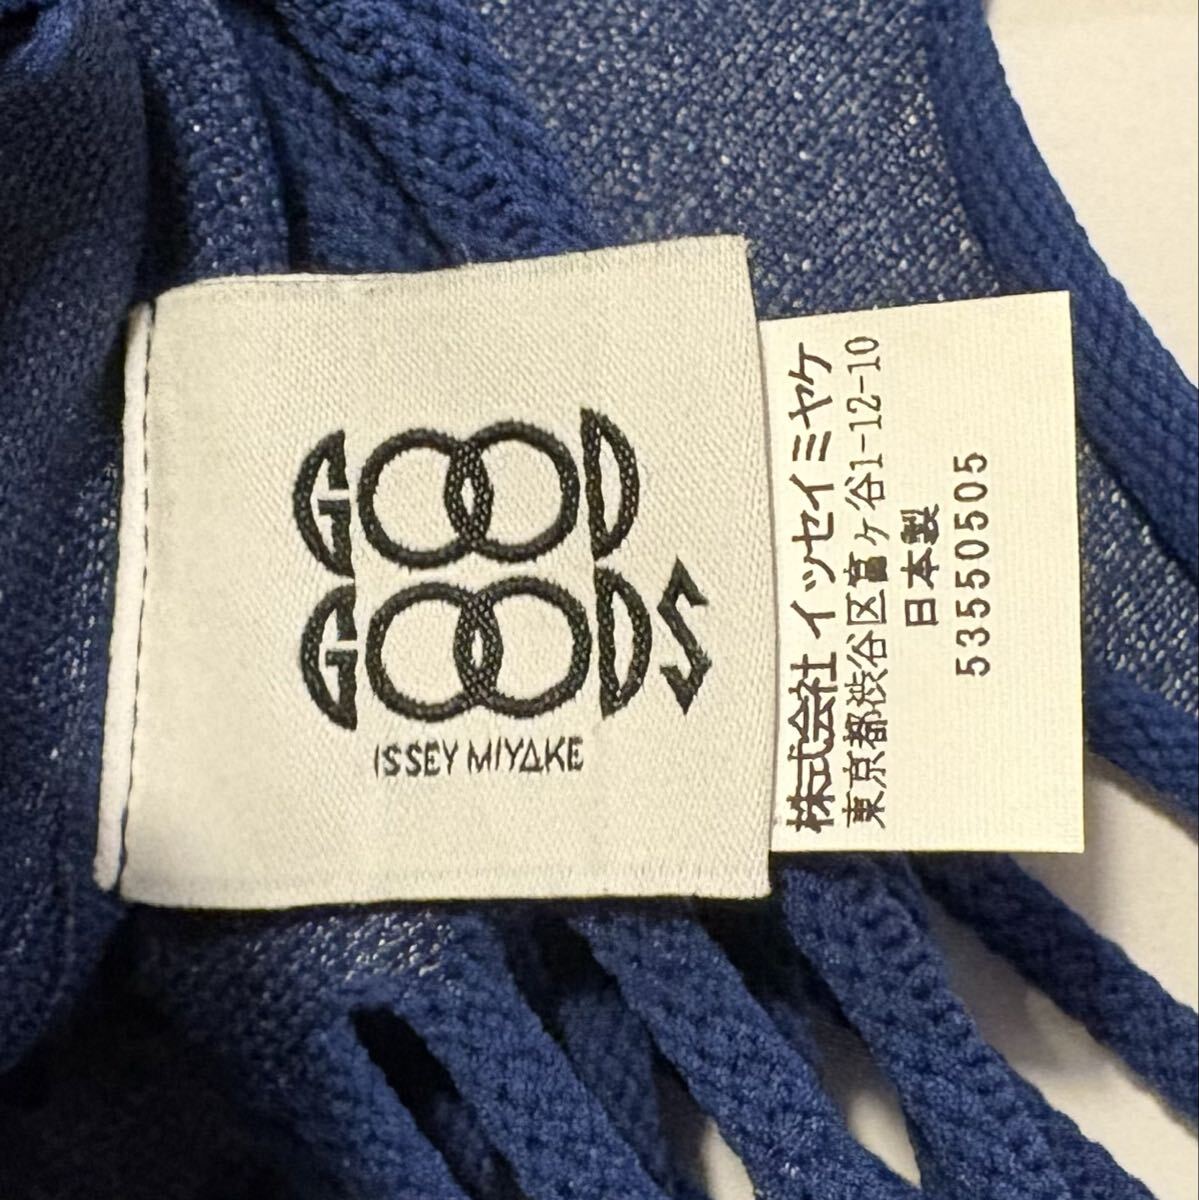 GOOD
GOODS
ISSEY MIYAKE
株式会社 イッセイミヤケ
東京都渋谷区富ヶ谷1-12-10
日本製
53550505